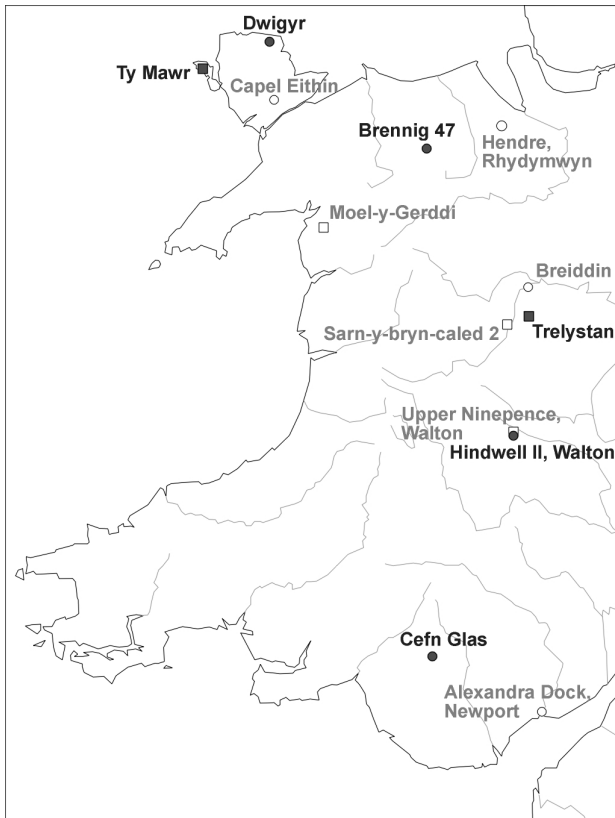 Dwigyr
Ty Mawr
Capel Eithin
Brennig 47
Hendre,
Rhydymwyn
Moel-y-Gerddi
Breiddin
Sarn-y-bryn-caled 2
Trelystan
Upper Ninepence,
Walton
Hindwell II, Walton
Cefn Glas
Alexandra Dock,
Newport